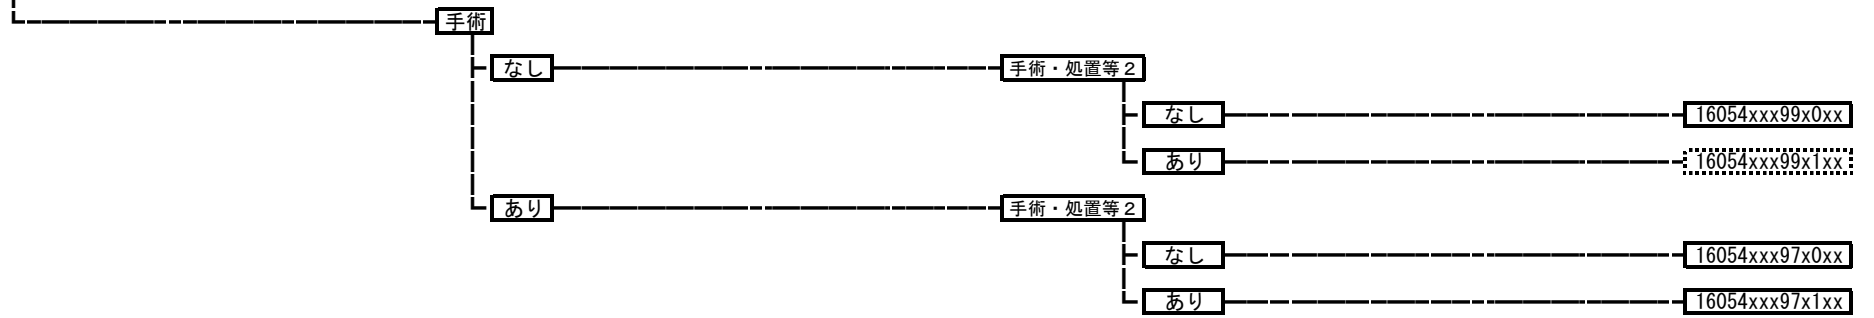 手術
なし 手術・処置等２
なし 16054xxx99x0xx
あり 16054xxx99x1xx
あり 手術・処置等２
なし 16054xxx97x0xx
あり 16054xxx97x1xx